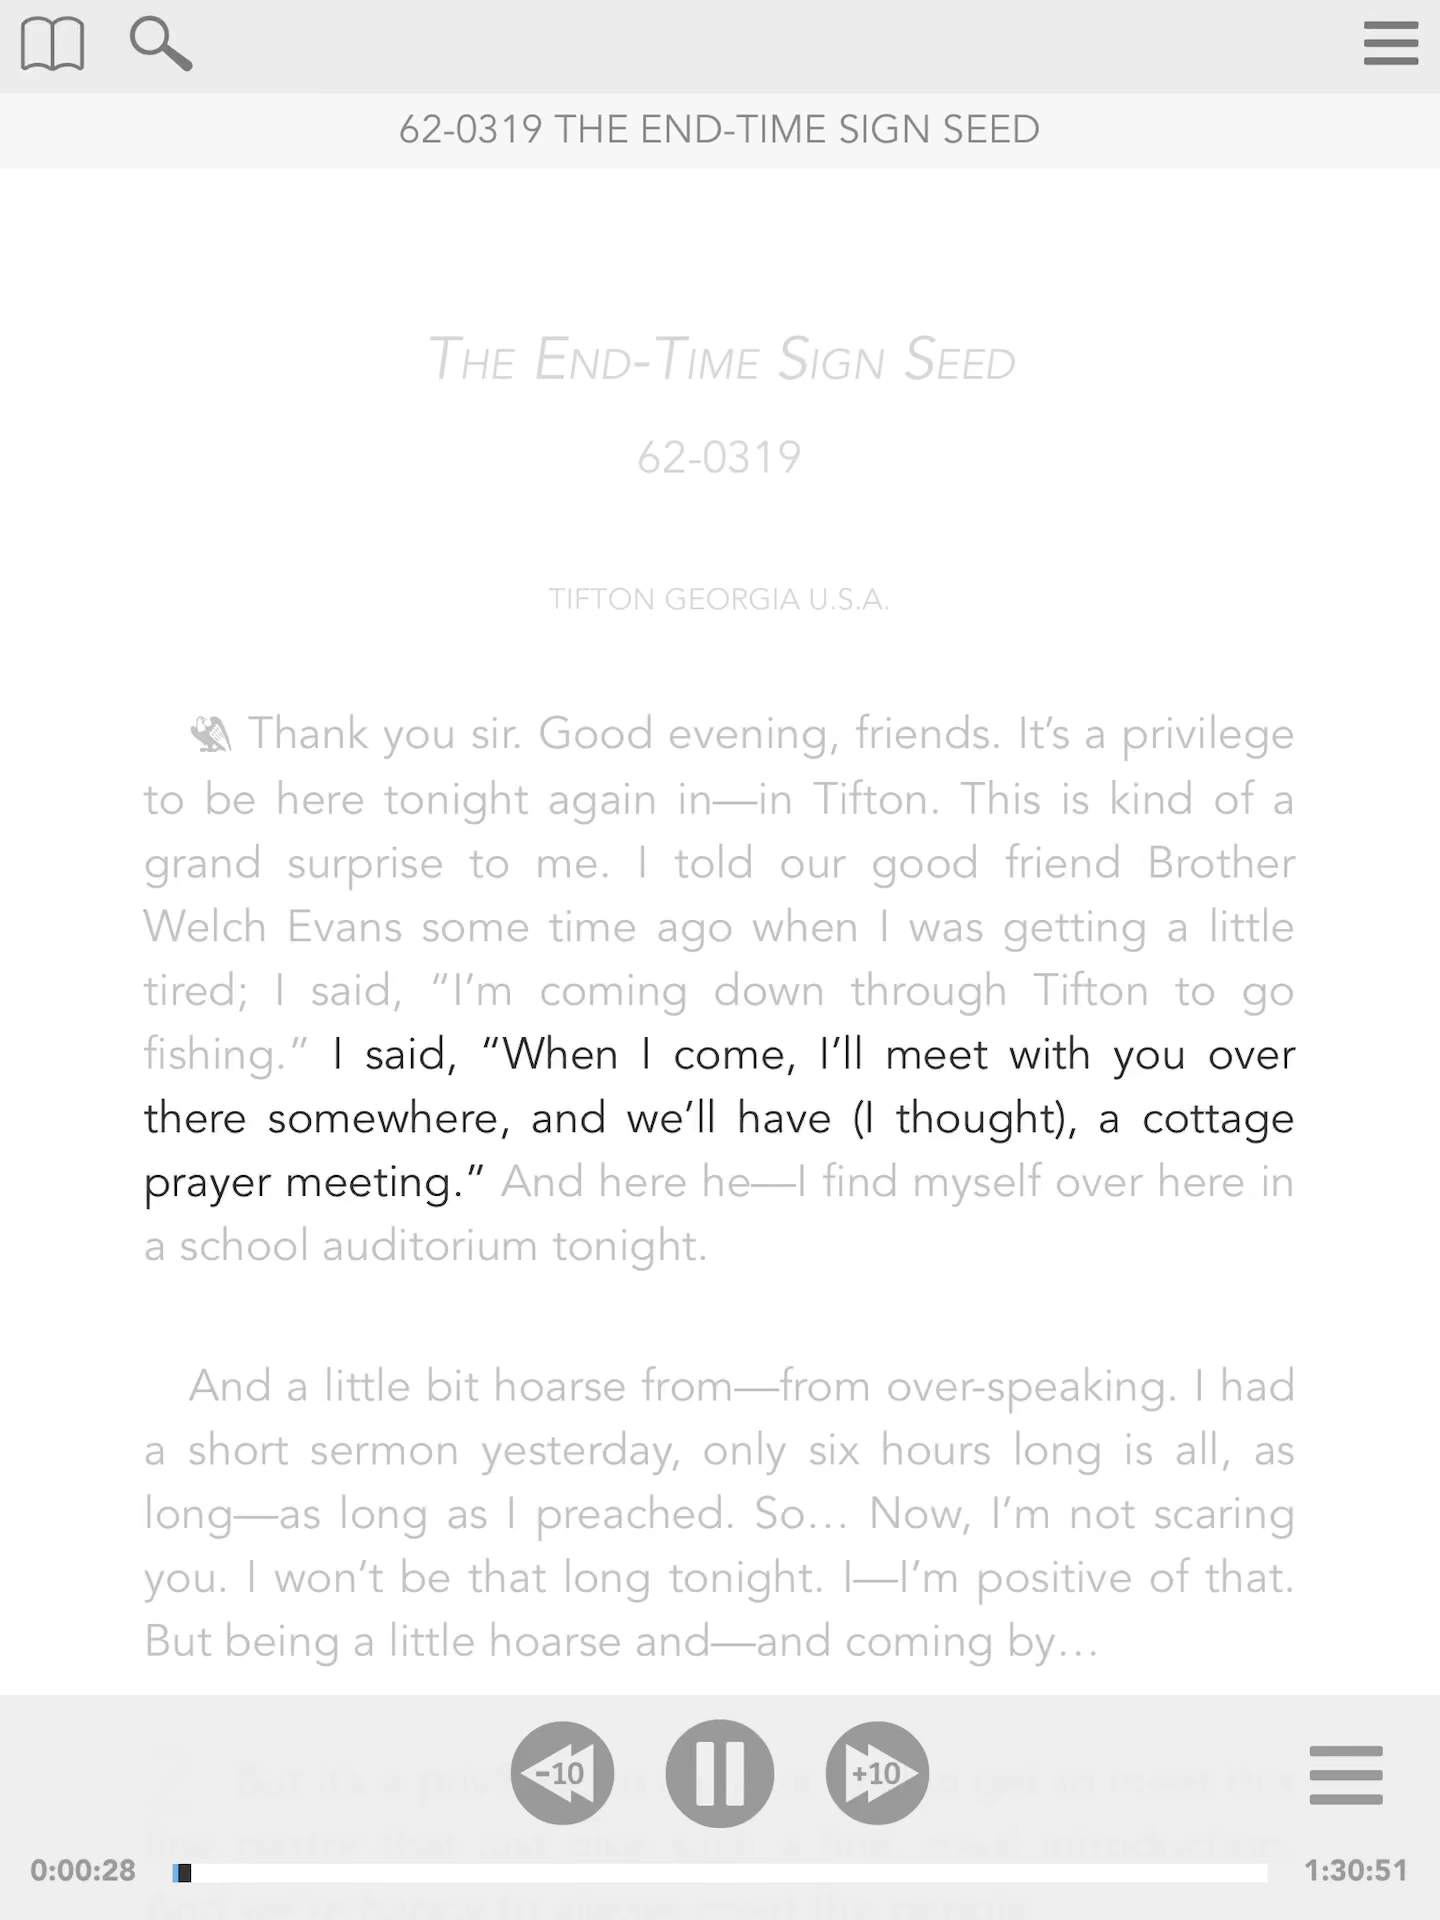 62-0319 THE END-TIME SIGN SEED
THE END-TIME SIGN SEED
62-0319
TIFTON GEORGIA U.S.A.
Thank you sir. Good evening, friends. It’s a privilege
to be here tonight again in—in Tifton. This is kind of a
grand surprise to me. I told our good friend Brother
Welch Evans some time ago when I was getting a little
tired; I said, “I’m coming down through Tifton to go
fishing.” I said, “When I come, I’ll meet with you over
there somewhere, and we’ll have (I thought), a cottage
prayer meeting.” And here he—I find myself over here in
a school auditorium tonight.
And a little bit hoarse from—from over-speaking. I had
a short sermon yesterday, only six hours long is all, as
long—as long as I preached. So… Now, I’m not scaring
you. I won’t be that long tonight. I—I’m positive of that.
But being a little hoarse and—and coming by…
-10 +10
0:00:28 1:30:51